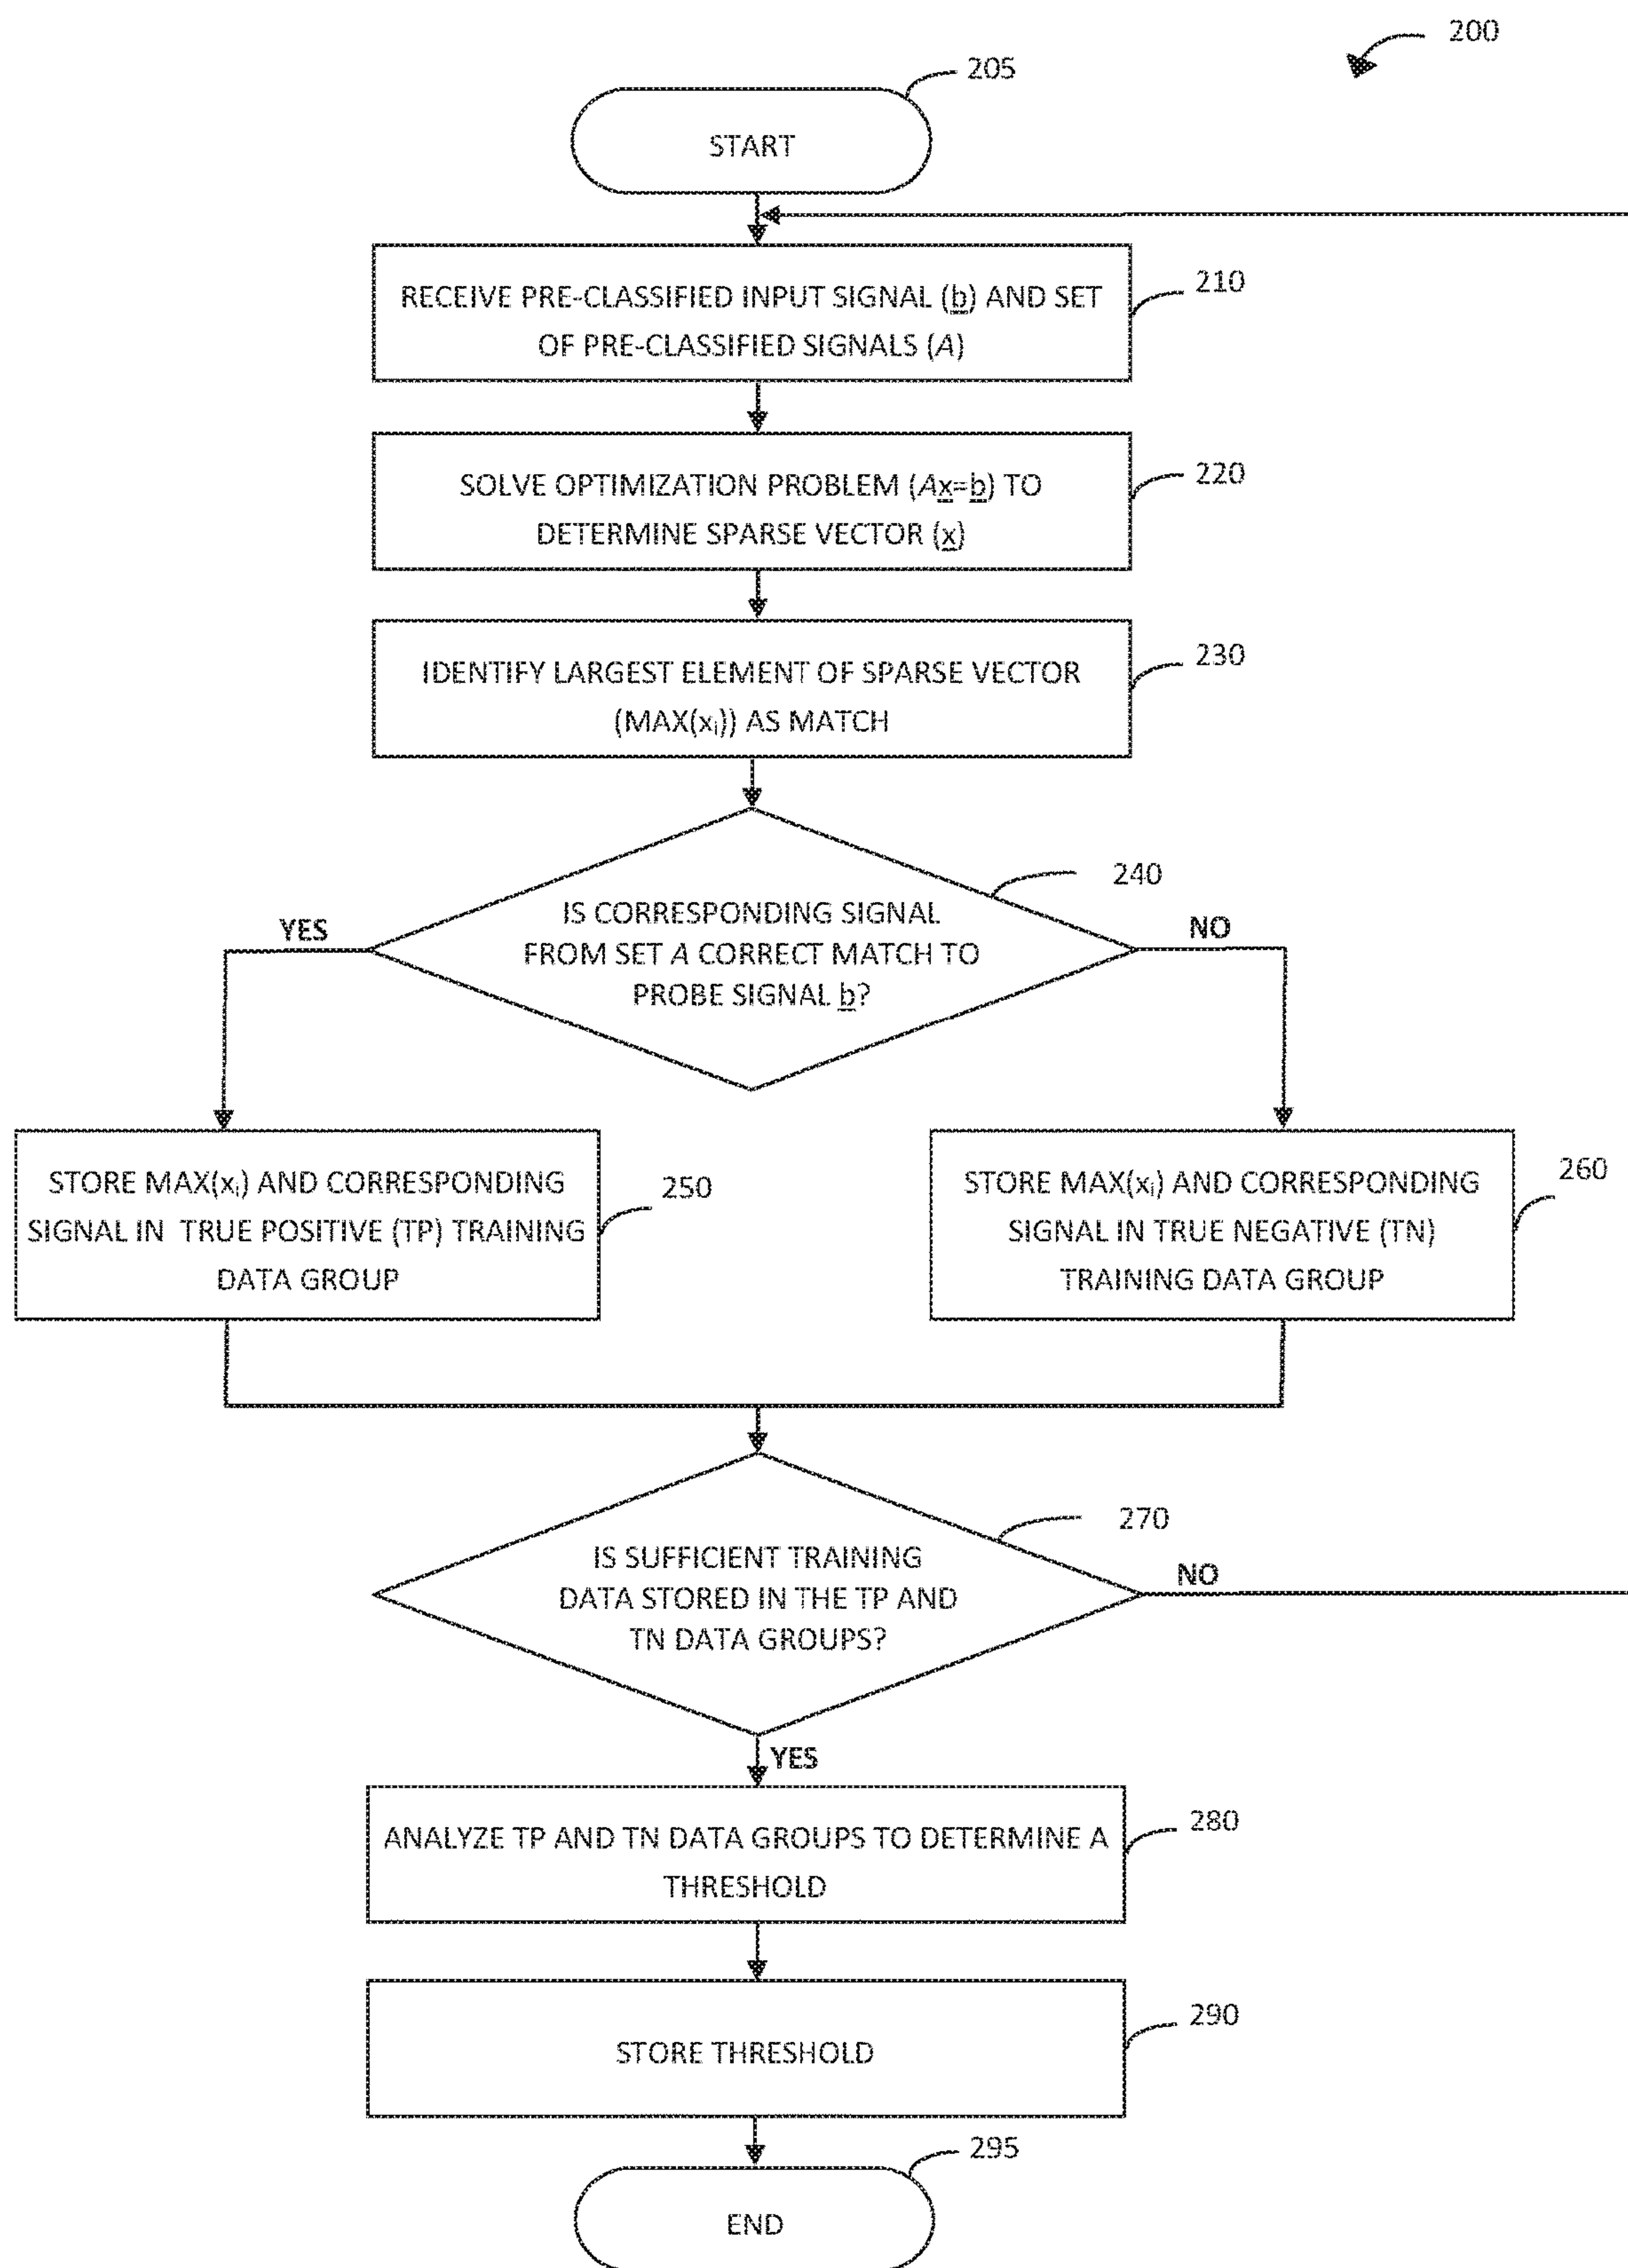 200
205
START
RECEIVE PRE-CLASSIFIED INPUT SIGNAL (b) AND SET
OF PRE-CLASSIFIED SIGNALS (A)
210
SOLVE OPTIMIZATION PROBLEM (Ax=b) TO
DETERMINE SPARSE VECTOR (x)
220
IDENTIFY LARGEST ELEMENT OF SPARSE VECTOR
(MAX(xᵢ)) AS MATCH
230
240
IS CORRESPONDING SIGNAL
FROM SET A CORRECT MATCH TO
PROBE SIGNAL b?
YES
NO
STORE MAX(xᵢ) AND CORRESPONDING
SIGNAL IN TRUE POSITIVE (TP) TRAINING
DATA GROUP
250
STORE MAX(xᵢ) AND CORRESPONDING
SIGNAL IN TRUE NEGATIVE (TN)
TRAINING DATA GROUP
260
270
IS SUFFICIENT TRAINING
DATA STORED IN THE TP AND
TN DATA GROUPS?
NO
YES
ANALYZE TP AND TN DATA GROUPS TO DETERMINE A
THRESHOLD
280
STORE THRESHOLD
290
295
END